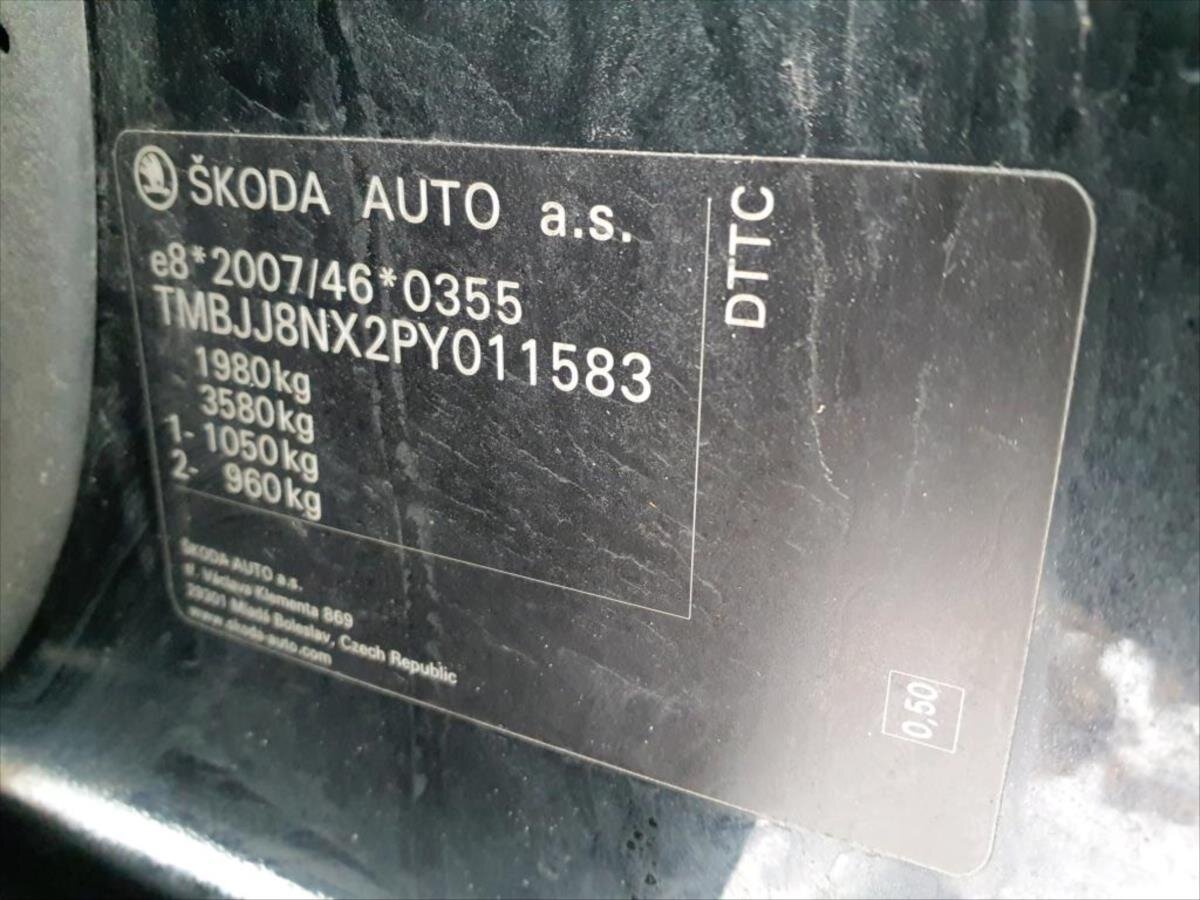 ŠKODA AUTO a.s.
e8*2007/46*0355
TMBJJ8NX2PY011583
1980kg
3580kg
1- 1050kg
2- 960kg
DTTC
ŠKODA AUTO a.s.
tř. Václava Klementa 869
29301 Mladá Boleslav, Czech Republic
www.skoda-auto.com
0,50